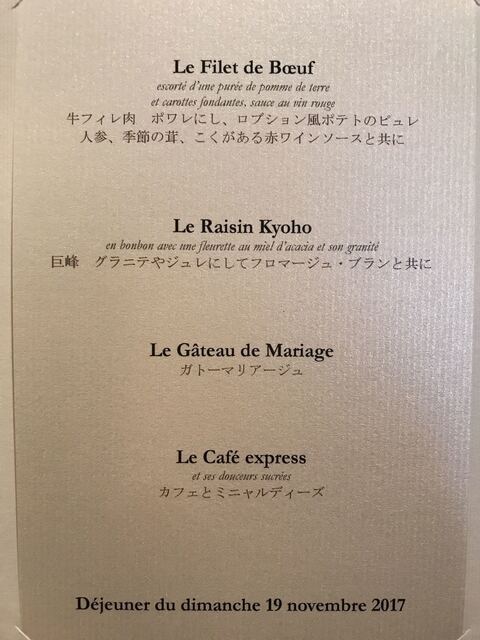 Le Filet de Bœuf
escorté d'une purée de pomme de terre
et carottes fondantes, sauce au vin rouge
牛フィレ肉　ポワレにし、ロブション風ポテトのピュレ
人参、季節の茸、こくがある赤ワインソースと共に
Le Raisin Kyoho
en bonbon avec une fleurette au miel d'acacia et son granité
巨峰　グラニテやジュレにしてフロマージュ・ブランと共に
Le Gâteau de Mariage
ガトーマリアージュ
Le Café express
et ses douceurs sucrées
カフェとミニャルディーズ
Déjeuner du dimanche 19 novembre 2017